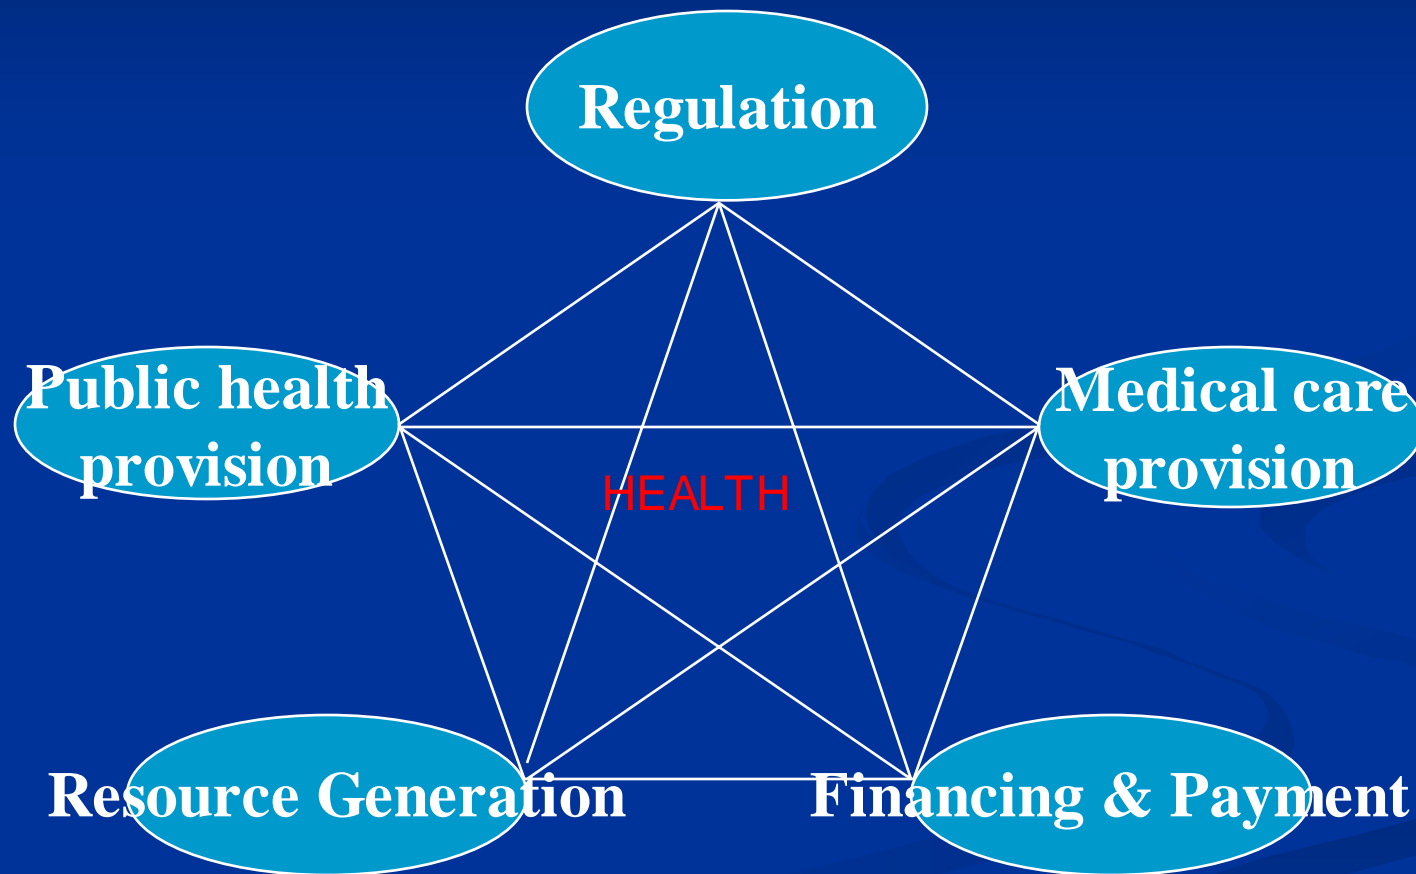 Regulation
Public health
provision
Medical care
provision
HEALTH
Resource Generation
Financing & Payment